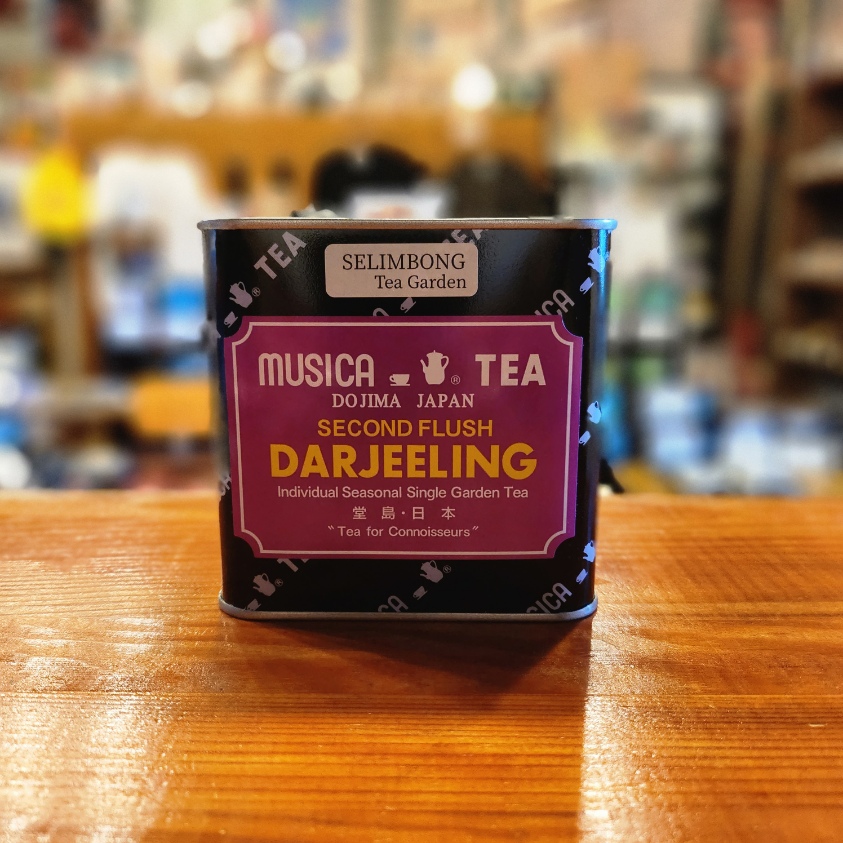 SELIMBONG
Tea Garden
MUSICA ® TEA
DOJIMA JAPAN
SECOND FLUSH
DARJEELING
Individual Seasonal Single Garden Tea
堂 島・日 本
〝Tea for Connoisseurs〞